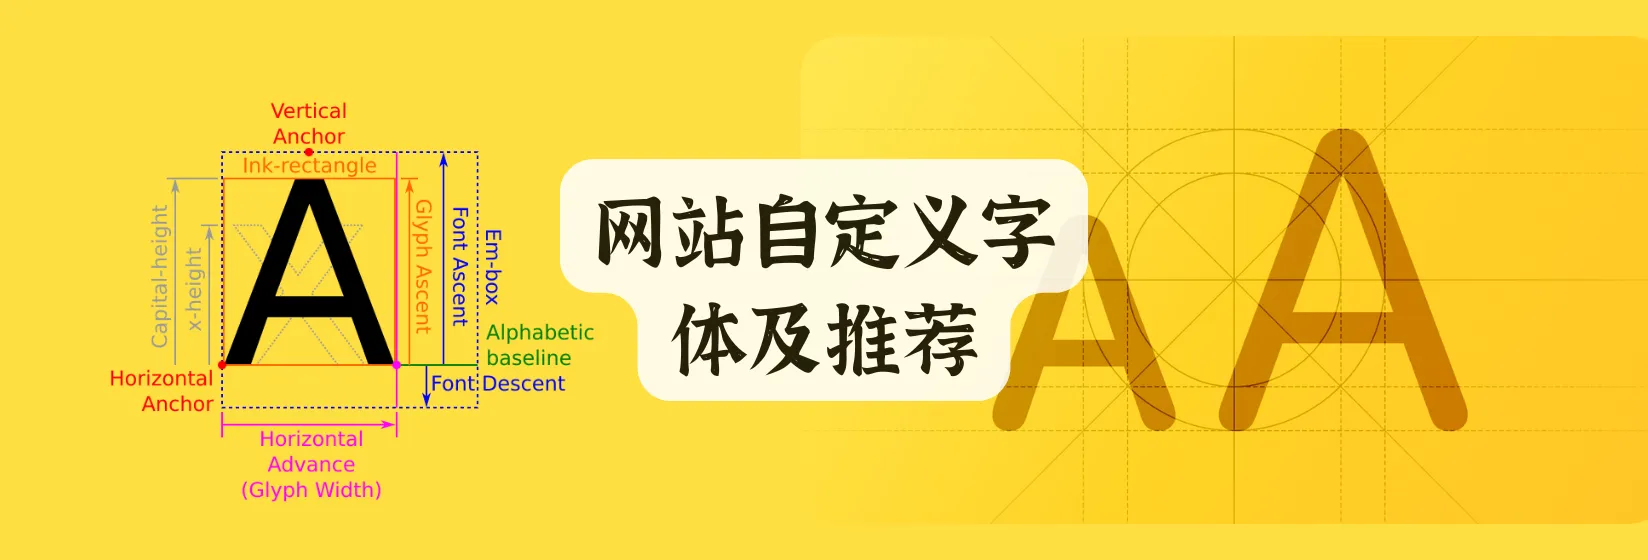 Vertical
Anchor
Ink-rectangle
Capital-height
x-height
A
Glyph Ascent
Font Ascent
Em-box
Alphabetic
baseline
Horizontal
Anchor
Font Descent
Horizontal
Advance
(Glyph Width)
网站自定义字
体及推荐
A A